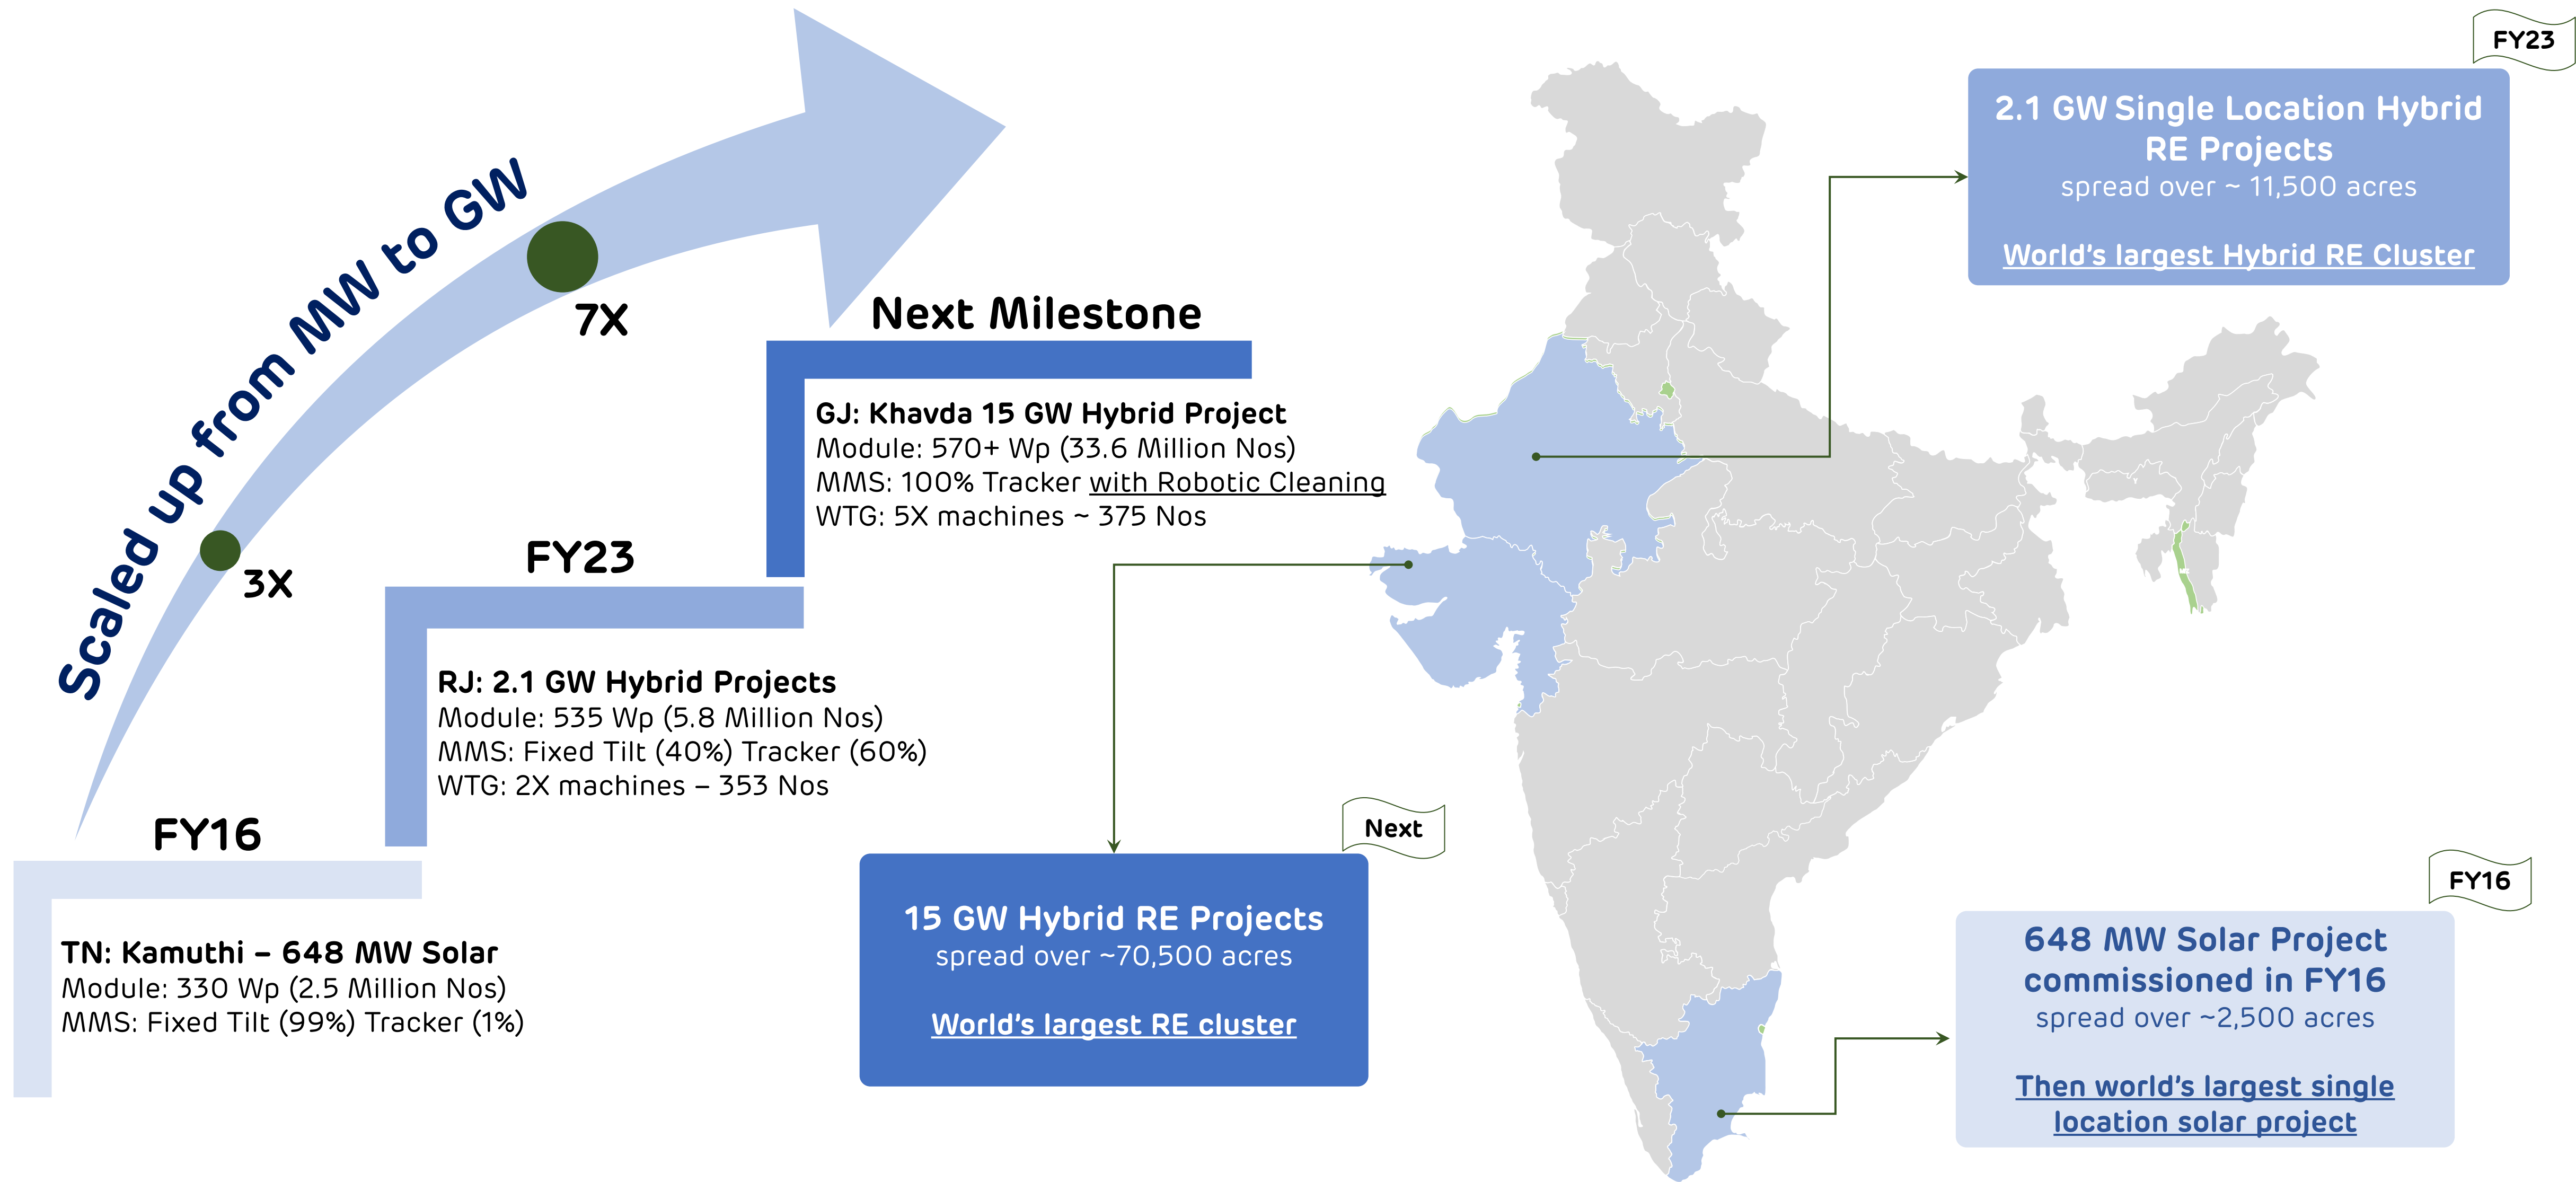 Scaled up from MW to GW
3X
7X
FY16
TN: Kamuthi – 648 MW Solar
Module: 330 Wp (2.5 Million Nos)
MMS: Fixed Tilt (99%) Tracker (1%)
FY23
RJ: 2.1 GW Hybrid Projects
Module: 535 Wp (5.8 Million Nos)
MMS: Fixed Tilt (40%) Tracker (60%)
WTG: 2X machines – 353 Nos
Next Milestone
GJ: Khavda 15 GW Hybrid Project
Module: 570+ Wp (33.6 Million Nos)
MMS: 100% Tracker with Robotic Cleaning
WTG: 5X machines ~ 375 Nos
FY23
2.1 GW Single Location Hybrid
RE Projects
spread over ~ 11,500 acres
World's largest Hybrid RE Cluster
Next
15 GW Hybrid RE Projects
spread over ~70,500 acres
World's largest RE cluster
FY16
648 MW Solar Project
commissioned in FY16
spread over ~2,500 acres
Then world's largest single
location solar project